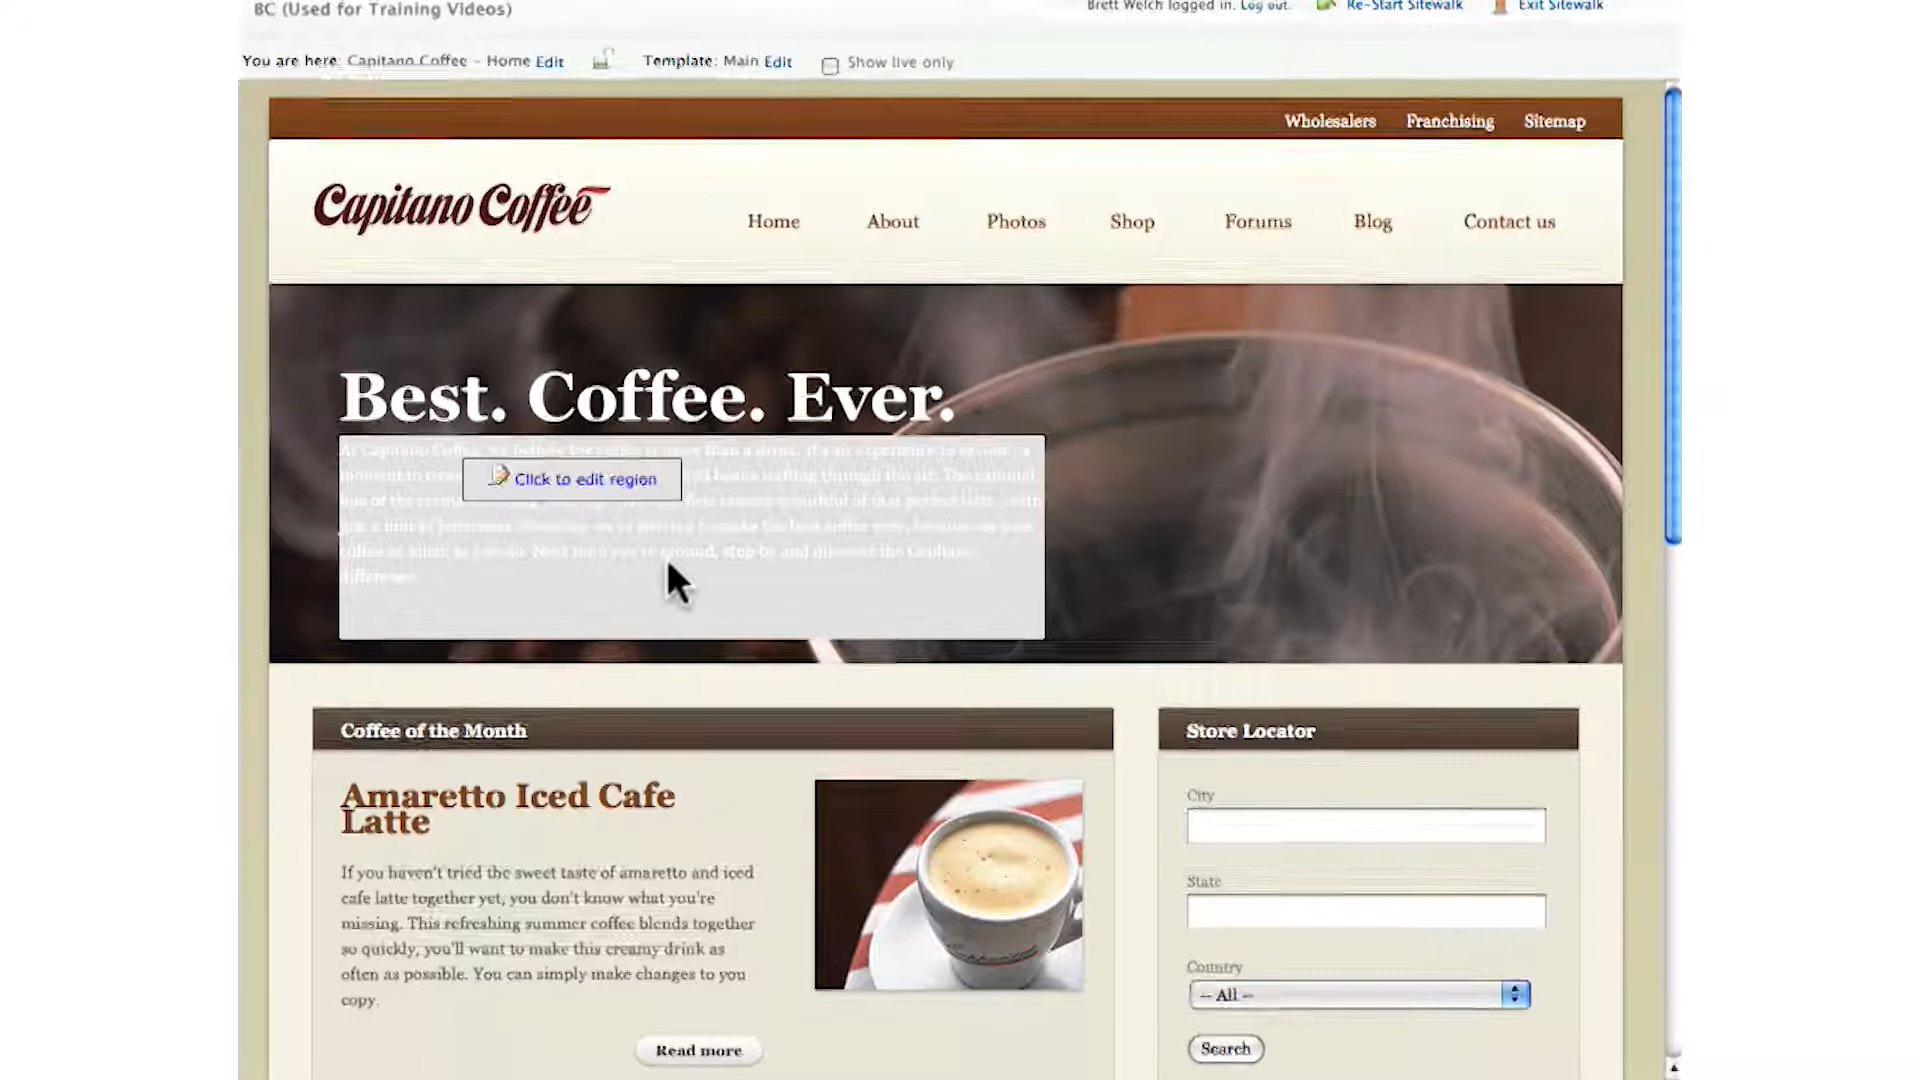 BC (Used for Training Videos)
Brett Welch logged in. Log out. Re-Start Sitewalk Exit Sitewalk
You are here: Capitano Coffee - Home Edit Template: Main Edit Show live only
Wholesalers Franchising Sitemap
Capitano Coffee
Home About Photos Shop Forums Blog Contact us
Best. Coffee. Ever.
Click to edit region
Coffee of the Month
Amaretto Iced Cafe
Latte
If you haven't tried the sweet taste of amaretto and iced
cafe latte together yet, you don't know what you're
missing. This refreshing summer coffee blends together
so quickly, you'll want to make this creamy drink as
often as possible. You can simply make changes to you
copy.
Read more
Store Locator
City
State
Country
-- All --
Search